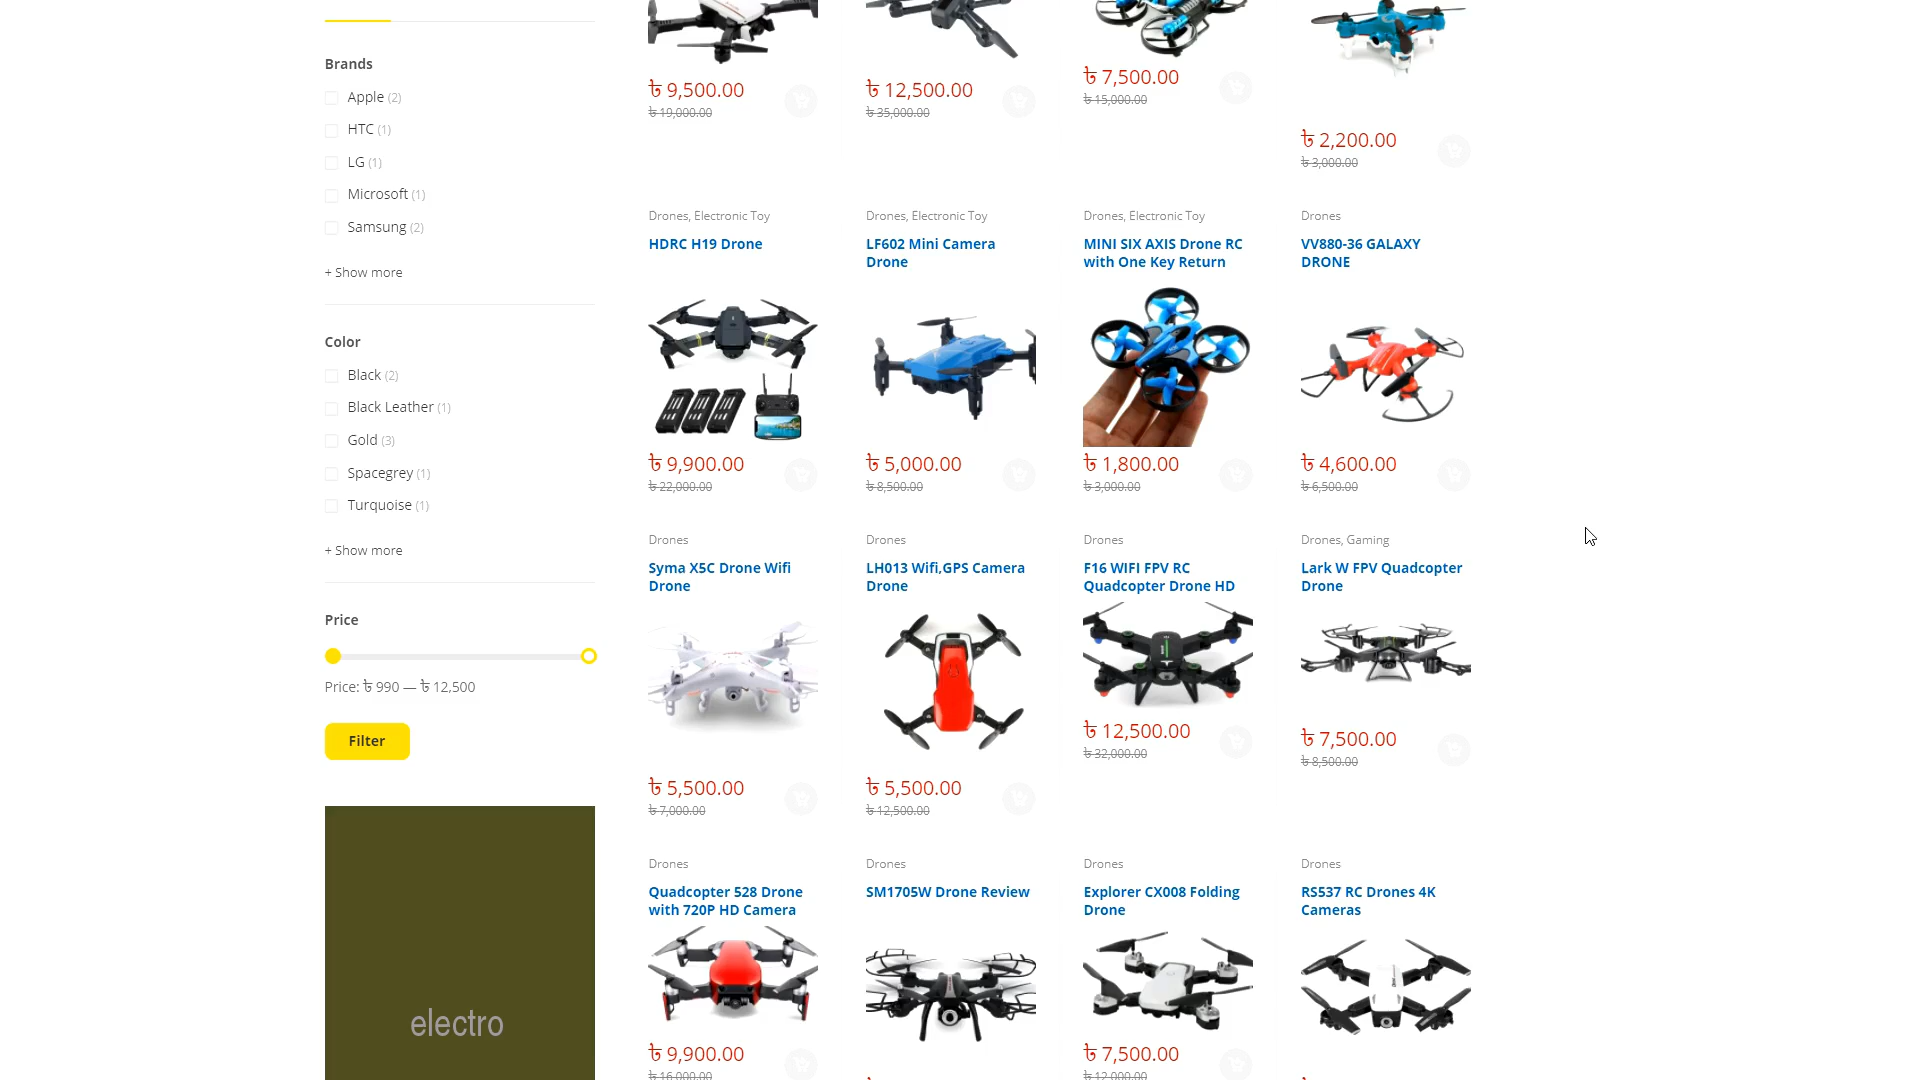 Brands
Apple (2)
HTC (1)
LG (1)
Microsoft (1)
Samsung (2)
+ Show more
Color
Black (2)
Black Leather (1)
Gold (3)
Spacegrey (1)
Turquoise (1)
+ Show more
Price
Price: ৳ 990 — ৳ 12,500
Filter
electro
৳ 9,500.00
৳ 19,000.00
৳ 12,500.00
৳ 35,000.00
৳ 7,500.00
৳ 15,000.00
৳ 2,200.00
৳ 3,000.00
Drones, Electronic Toy
HDRC H19 Drone
৳ 9,900.00
৳ 22,000.00
Drones, Electronic Toy
LF602 Mini Camera
Drone
৳ 5,000.00
৳ 8,500.00
Drones, Electronic Toy
MINI SIX AXIS Drone RC
with One Key Return
৳ 1,800.00
৳ 3,000.00
Drones
VV880-36 GALAXY
DRONE
৳ 4,600.00
৳ 6,500.00
Drones
Syma X5C Drone Wifi
Drone
৳ 5,500.00
৳ 7,000.00
Drones
LH013 Wifi,GPS Camera
Drone
৳ 5,500.00
৳ 12,500.00
Drones
F16 WIFI FPV RC
Quadcopter Drone HD
৳ 12,500.00
৳ 32,000.00
Drones, Gaming
Lark W FPV Quadcopter
Drone
৳ 7,500.00
৳ 8,500.00
Drones
Quadcopter 528 Drone
with 720P HD Camera
৳ 9,900.00
৳ 16,000.00
Drones
SM1705W Drone Review
Drones
Explorer CX008 Folding
Drone
৳ 7,500.00
৳ 12,000.00
Drones
RS537 RC Drones 4K
Cameras